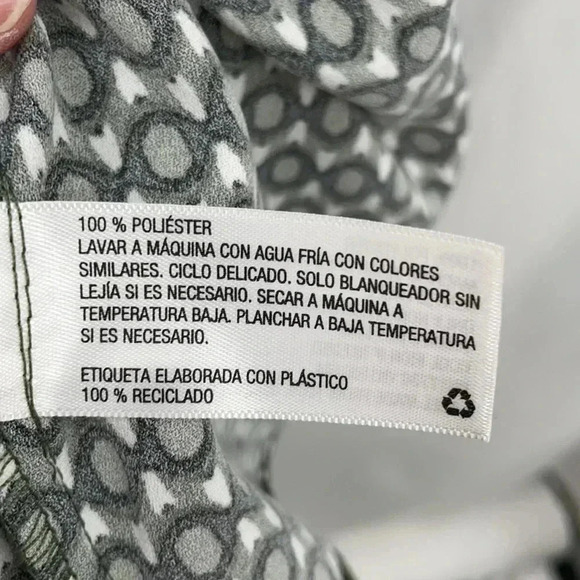 100 % POLIÉSTER
LAVAR A MÁQUINA CON AGUA FRÍA CON COLORES
SIMILARES. CICLO DELICADO. SOLO BLANQUEADOR SIN
LEJÍA SI ES NECESARIO. SECAR A MÁQUINA A
TEMPERATURA BAJA. PLANCHAR A BAJA TEMPERATURA
SI ES NECESARIO.
ETIQUETA ELABORADA CON PLÁSTICO
100 % RECICLADO